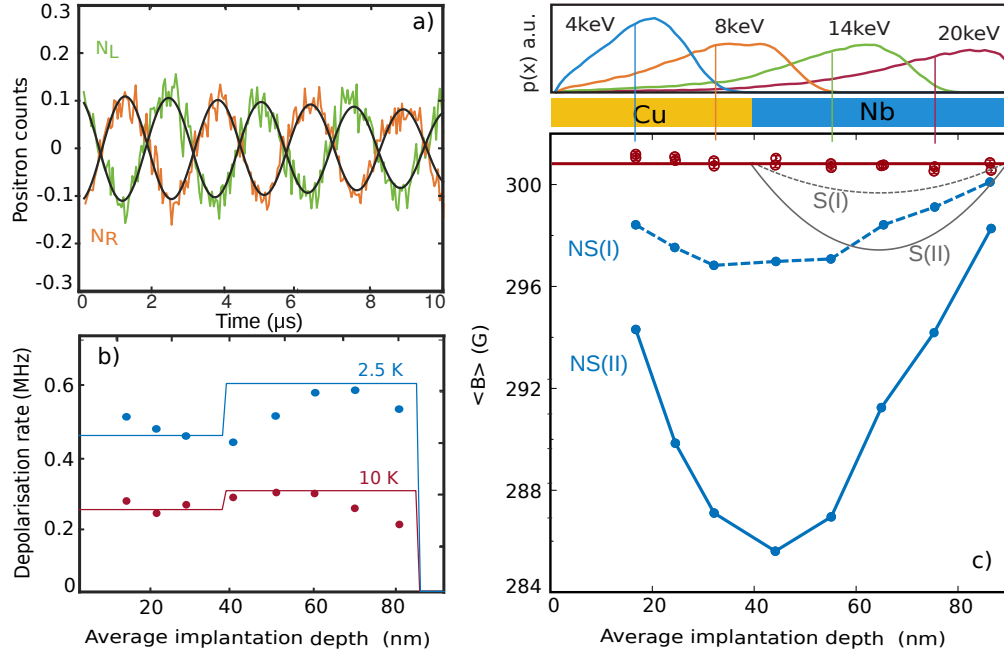 a)
N_L
N_R
Positron counts
0.3
0.2
0.1
0
-0.1
-0.2
-0.3
0 2 4 6 8 10
Time (µs)
b)
2.5 K
10 K
Depolarisation rate (MHz)
0.6
0.4
0.2
0
20 40 60 80
Average implantation depth (nm)
p(x) a.u.
4keV 8keV 14keV 20keV
Cu Nb
S(I)
S(II)
NS(I)
NS(II)
c)
<B> (G)
300
296
292
288
284
0 20 40 60 80
Average implantation depth (nm)